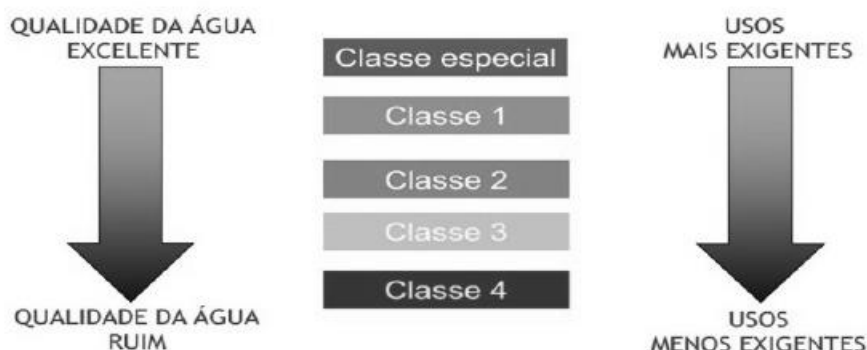 QUALIDADE DA ÁGUA
EXCELENTE
USOS
MAIS EXIGENTES
Classe especial
Classe 1
Classe 2
Classe 3
Classe 4
QUALIDADE DA ÁGUA
RUIM
USOS
MENOS EXIGENTES